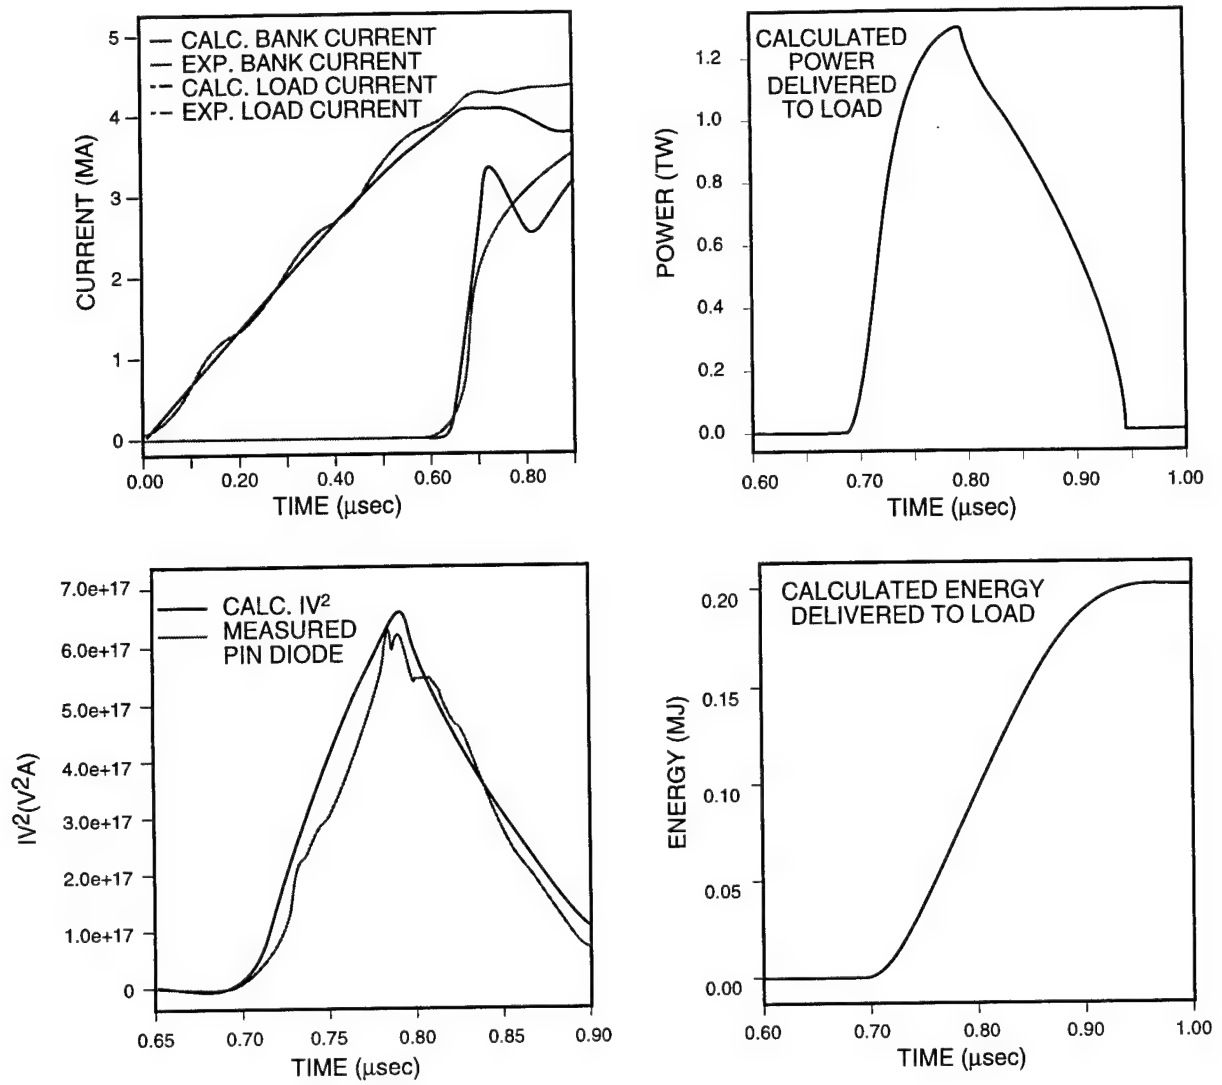 5
4
3
2
1
0
CURRENT (MA)
CALC. BANK CURRENT
EXP. BANK CURRENT
CALC. LOAD CURRENT
EXP. LOAD CURRENT
0.00 0.20 0.40 0.60 0.80
TIME (μsec)
1.2
1.0
0.8
0.6
0.4
0.2
0.0
POWER (TW)
CALCULATED
POWER
DELIVERED
TO LOAD
0.60 0.70 0.80 0.90 1.00
TIME (μsec)
7.0e+17
6.0e+17
5.0e+17
4.0e+17
3.0e+17
2.0e+17
1.0e+17
0
IV²(V²A)
CALC. IV²
MEASURED
PIN DIODE
0.65 0.70 0.75 0.80 0.85 0.90
TIME (μsec)
0.20
0.15
0.10
0.05
0.00
ENERGY (MJ)
CALCULATED ENERGY
DELIVERED TO LOAD
0.60 0.70 0.80 0.90 1.00
TIME (μsec)